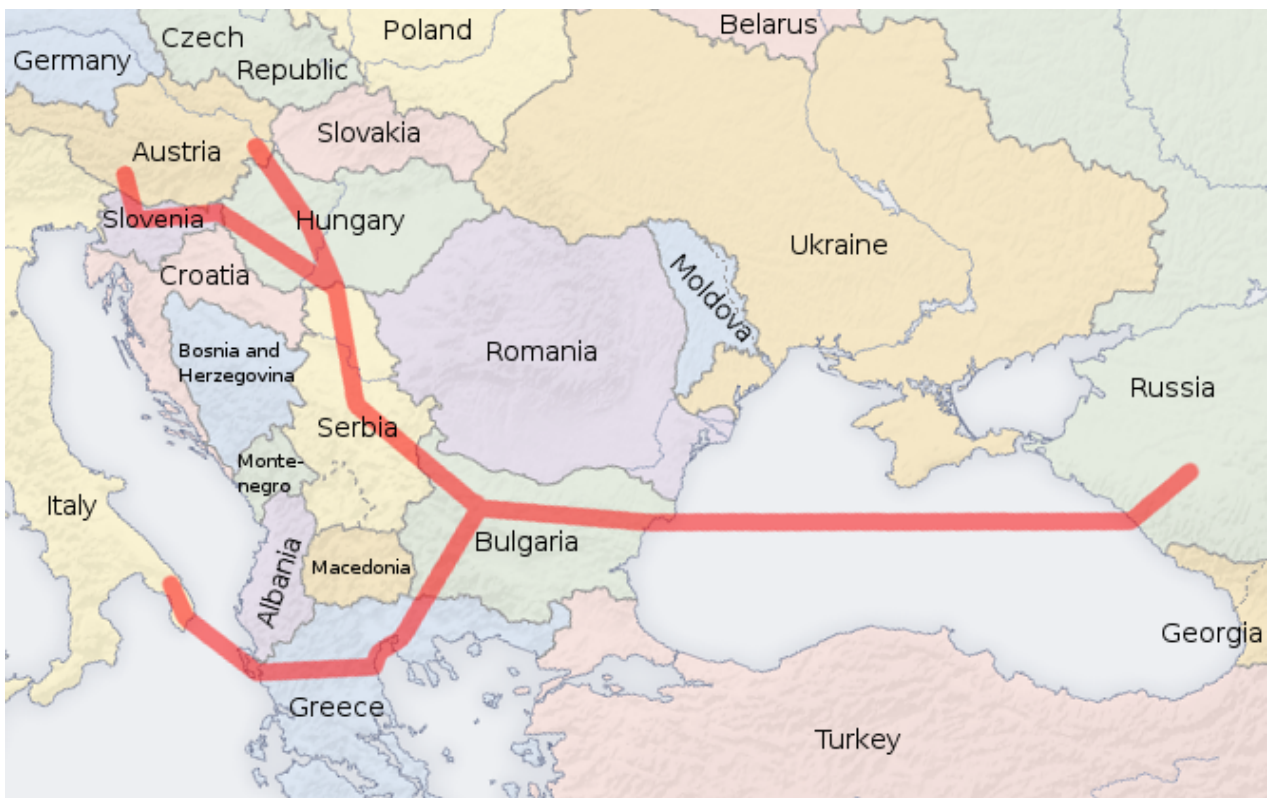 Belarus
Poland
Czech
Republic
Germany
Slovakia
Austria
Slovenia
Hungary
Ukraine
Croatia
Moldova
Bosnia and
Herzegovina
Romania
Russia
Serbia
Monte-
negro
Italy
Bulgaria
Albania
Macedonia
Georgia
Greece
Turkey